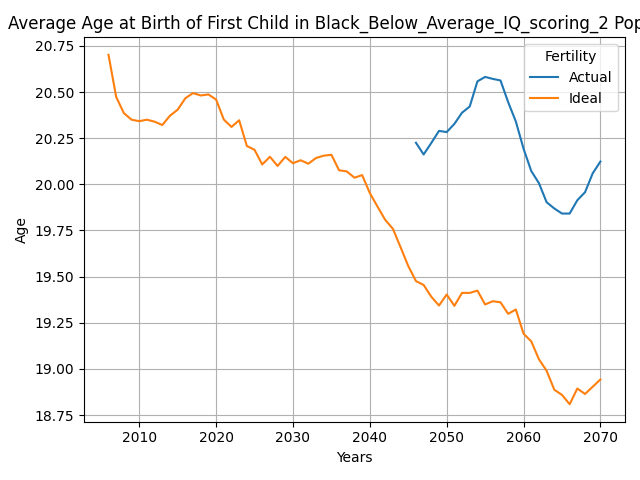 Average Age at Birth of First Child in Black_Below_Average_IQ_scoring_2 Pop
Fertility
Actual
Ideal
20.75
20.50
20.25
20.00
19.75
19.50
19.25
19.00
18.75
Age
2010 2020 2030 2040 2050 2060 2070
Years